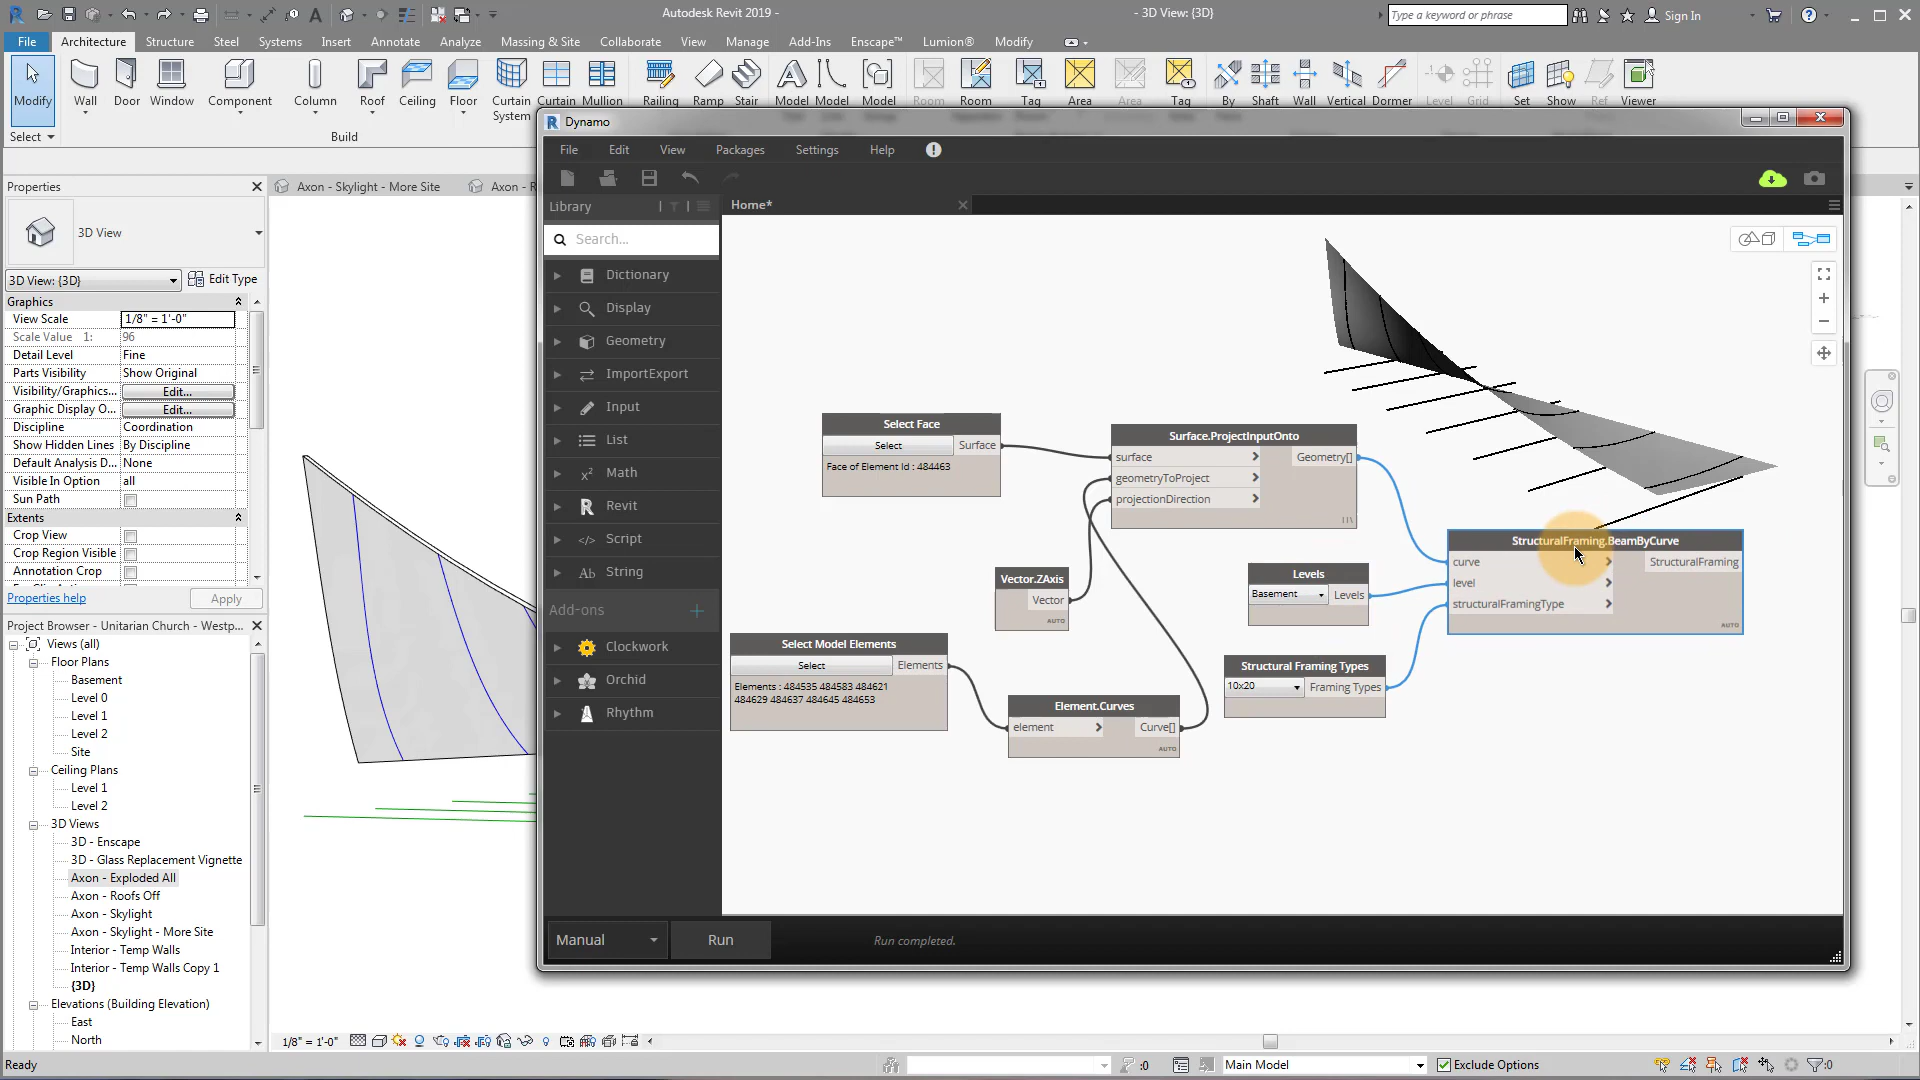 Autodesk Revit 2019 -
- 3D View: {3D}
Type a keyword or phrase
Sign In
File
Architecture
Structure
Steel
Systems
Insert
Annotate
Analyze
Massing & Site
Collaborate
View
Manage
Add-Ins
Enscape™
Lumion®
Modify
Modify
Wall
Door
Window
Component
Column
Roof
Ceiling
Floor
Curtain
System
Curtain
Mullion
Railing
Ramp
Stair
Model
Model
Model
Room
Room
Tag
Area
Area
Tag
By
Shaft
Wall
Vertical
Dormer
Level
Grid
Set
Show
Ref
Viewer
Select
Build
Properties
3D View
3D View: {3D}
Edit Type
Graphics
View Scale
1/8" = 1'-0"
Scale Value 1:
96
Detail Level
Fine
Parts Visibility
Show Original
Visibility/Graphics...
Edit...
Graphic Display O...
Edit...
Discipline
Coordination
Show Hidden Lines
By Discipline
Default Analysis D...
None
Visible In Option
all
Sun Path
Extents
Crop View
Crop Region Visible
Annotation Crop
Properties help
Apply
Project Browser - Unitarian Church - Westp...
Views (all)
Floor Plans
Basement
Level 0
Level 1
Level 2
Site
Ceiling Plans
Level 1
Level 2
3D Views
3D - Enscape
3D - Glass Replacement Vignette
Axon - Exploded All
Axon - Roofs Off
Axon - Skylight
Axon - Skylight - More Site
Interior - Temp Walls
Interior - Temp Walls Copy 1
{3D}
Elevations (Building Elevation)
East
North
Axon - Skylight - More Site
Axon - R
Dynamo
File
Edit
View
Packages
Settings
Help
Library
Home*
Search...
Dictionary
Display
Geometry
ImportExport
Input
List
Math
Revit
Script
String
Add-ons
Clockwork
Orchid
Rhythm
Select Face
Select
Surface
Face of Element Id : 484463
Surface.ProjectInputOnto
surface
Geometry[]
geometryToProject
projectionDirection
Vector.ZAxis
Vector
AUTO
Select Model Elements
Select
Elements
Elements : 484535 484583 484621
484629 484637 484645 484653
Element.Curves
element
Curve[]
AUTO
Levels
Basement
Levels
Structural Framing Types
10x20
Framing Types
StructuralFraming.BeamByCurve
curve
StructuralFraming
level
structuralFramingType
AUTO
Manual
Run
Run completed.
1/8" = 1'-0"
Ready
:0
Main Model
Exclude Options
:0